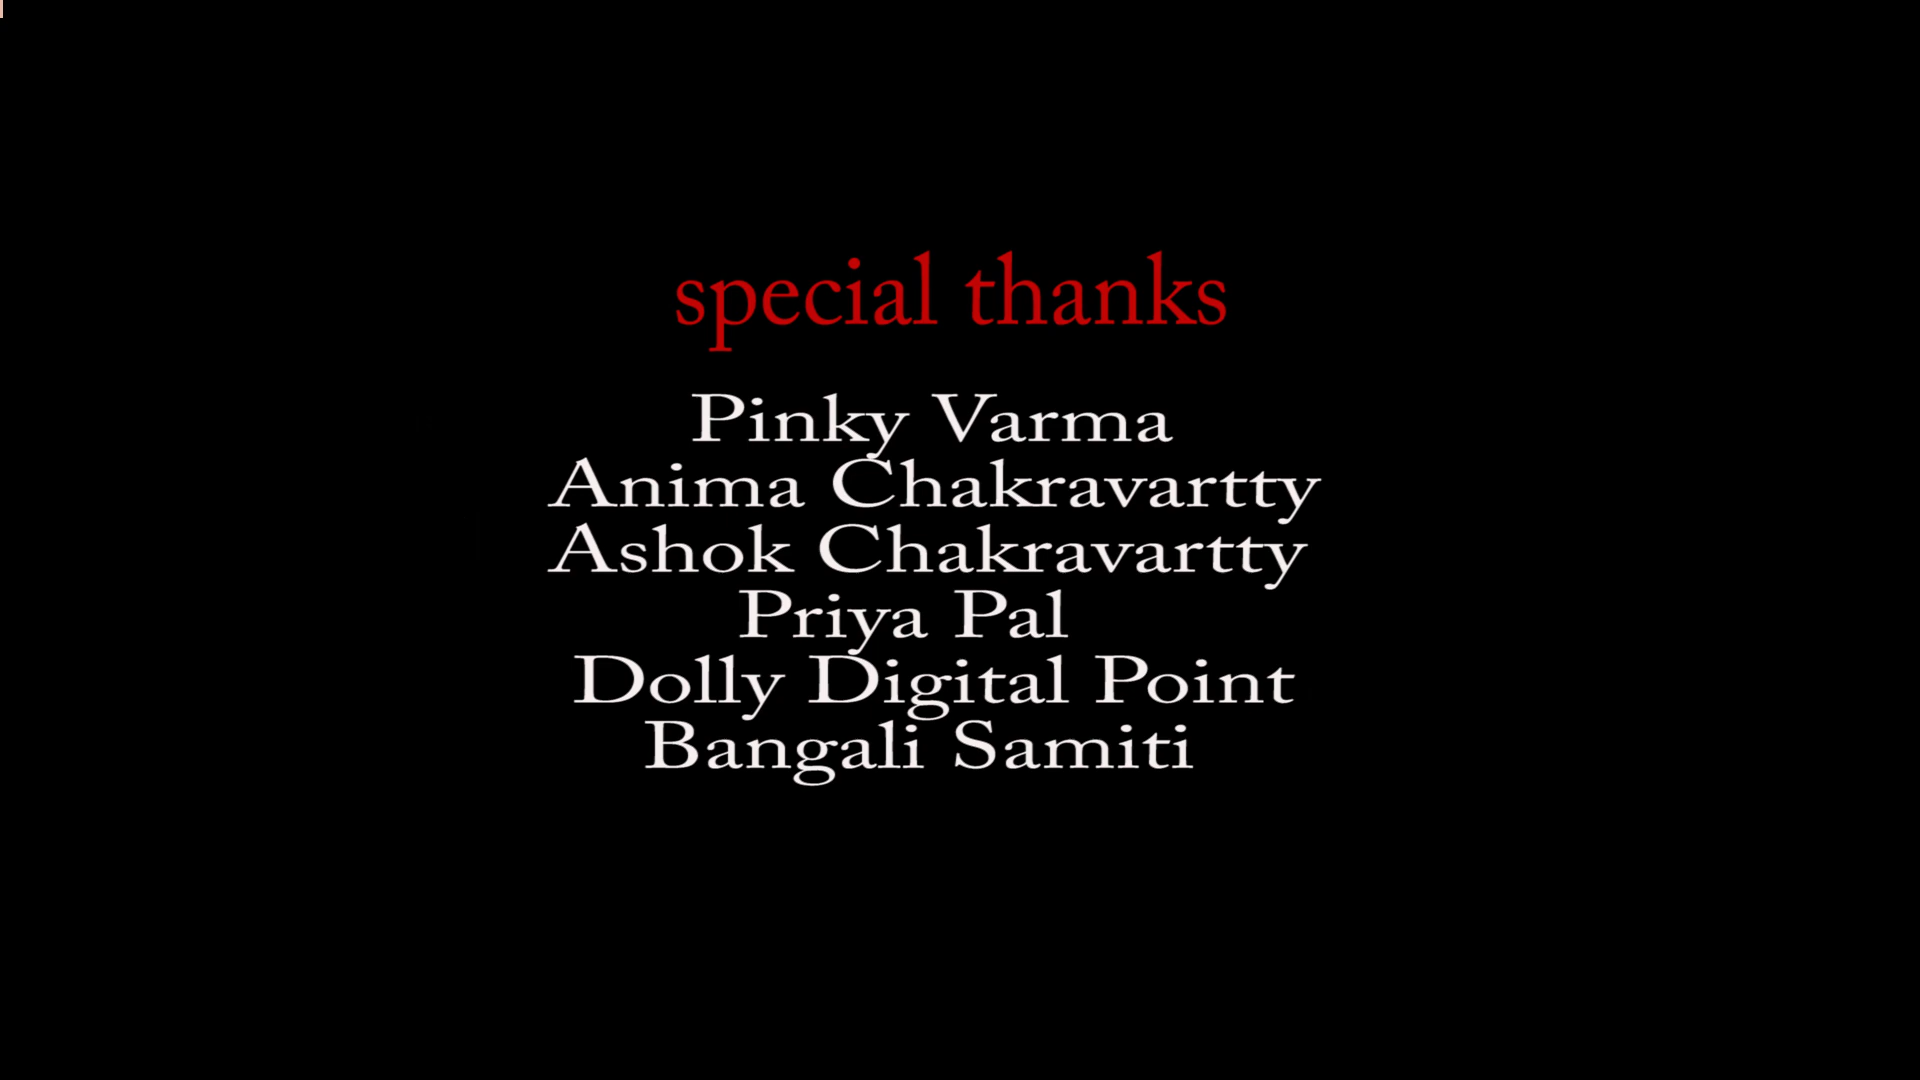 special thanks
Pinky Varma
Anima Chakravartty
Ashok Chakravartty
Priya Pal
Dolly Digital Point
Bangali Samiti